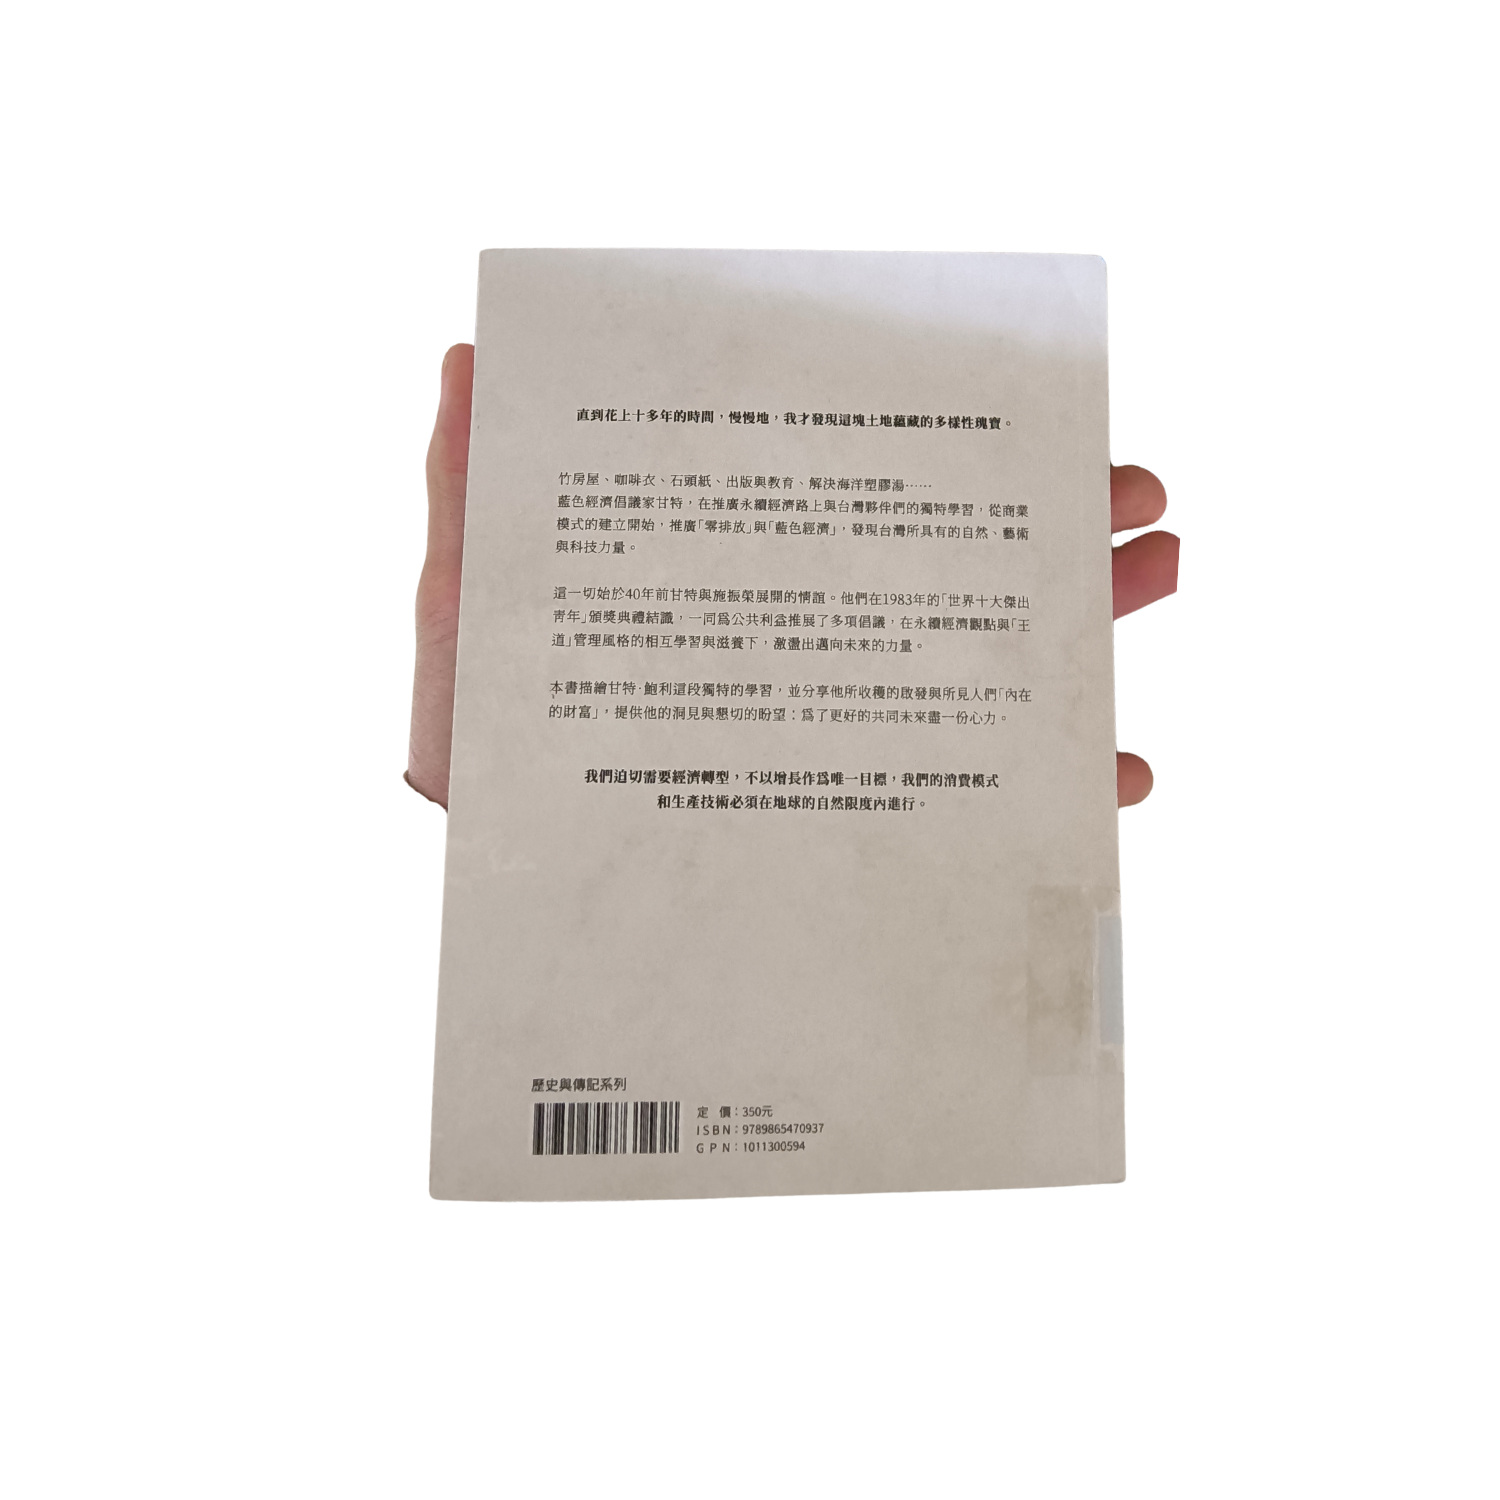 直到花上十多年的時間，慢慢地，我才發現這塊土地蘊藏的多樣性瑰寶。
竹房屋、咖啡衣、石頭紙、出版與教育、解決海洋塑膠湯……
藍色經濟倡議家甘特，在推廣永續經濟路上與台灣夥伴們的獨特學習，從商業
模式的建立開始，推廣「零排放」與「藍色經濟」，發現台灣所具有的自然、藝術
與科技力量。
這一切始於40年前甘特與施振榮展開的情誼。他們在1983年的「世界十大傑出
青年」頒獎典禮結識，一同為公共利益推展了多項倡議，在永續經濟觀點與「王
道」管理風格的相互學習與滋養下，激盪出邁向未來的力量。
本書描繪甘特·鮑利這段獨特的學習，並分享他所收穫的啟發與所見人們「內在
的財富」，提供他的洞見與懇切的盼望：為了更好的共同未來盡一份心力。
我們迫切需要經濟轉型，不以增長作為唯一目標，我們的消費模式
和生產技術必須在地球的自然限度內進行。
歷史與傳記系列
定　價：350元
ISBN：9789865470937
GPN：1011300594